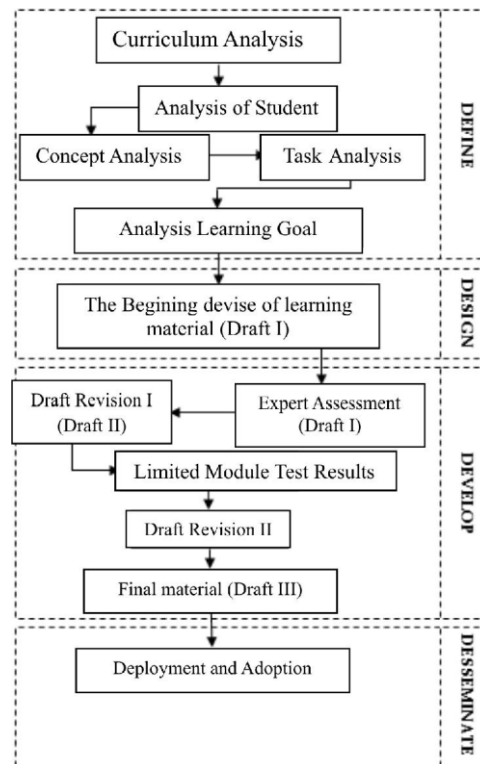 Curriculum Analysis
Analysis of Student
Concept Analysis
Task Analysis
Analysis Learning Goal
DEFINE
The Begining devise of learning
material (Draft I)
DESIGN
Draft Revision I
(Draft II)
Expert Assessment
(Draft I)
Limited Module Test Results
Draft Revision II
Final material (Draft III)
DEVELOP
Deployment and Adoption
DESSEMINATE